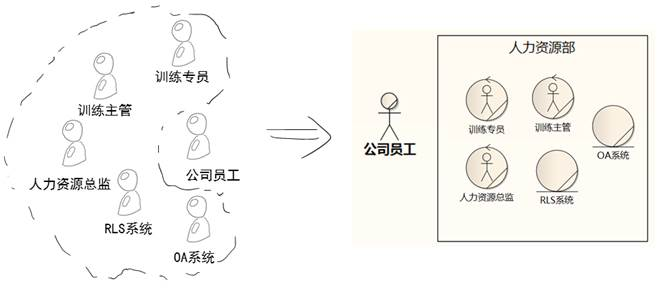 训练专员
训练主管
人力资源总监
公司员工
RLS系统
OA系统
人力资源部
训练专员
训练主管
OA系统
公司员工
人力资源总监
RLS系统